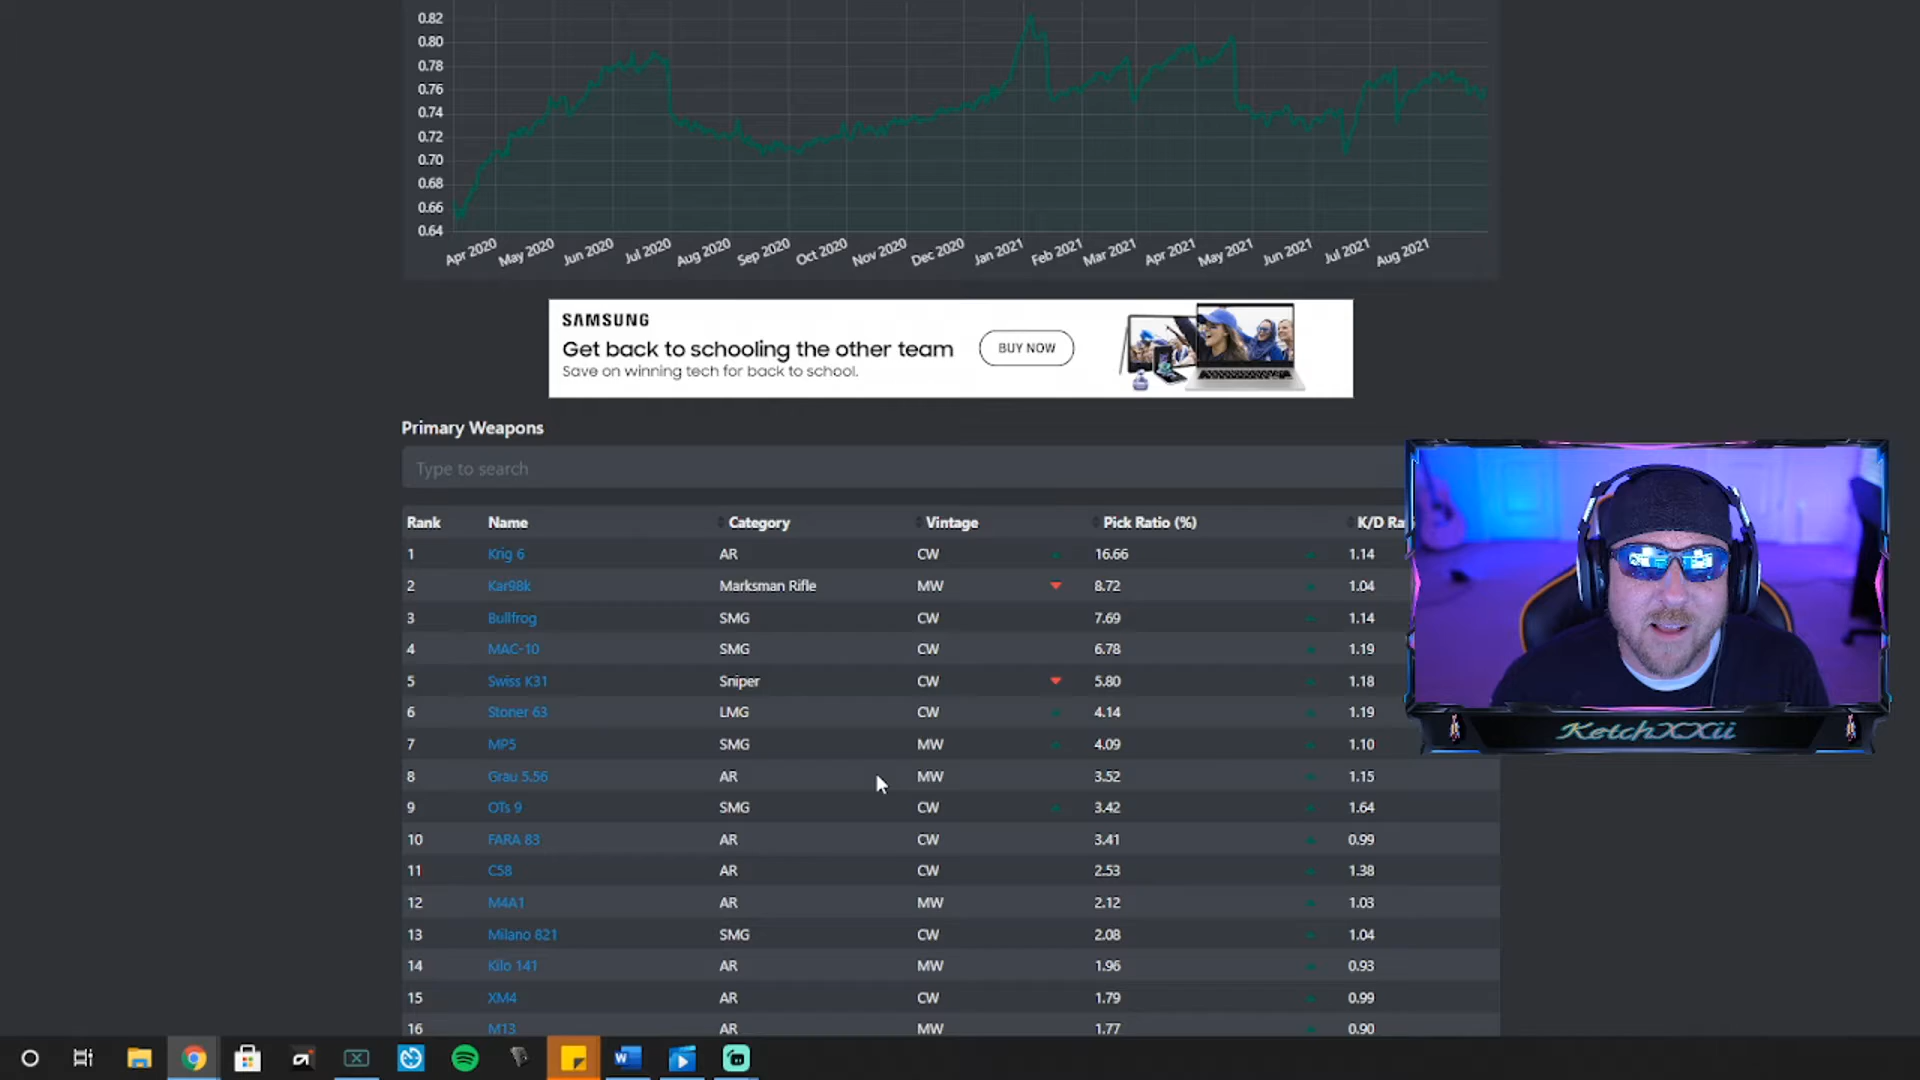 0.82
0.80
0.78
0.76
0.74
0.72
0.70
0.68
0.66
0.64
Apr 2020 May 2020 Jun 2020 Jul 2020 Aug 2020 Sep 2020 Oct 2020 Nov 2020 Dec 2020 Jan 2021 Feb 2021 Mar 2021 Apr 2021 May 2021 Jun 2021 Jul 2021 Aug 2021
SAMSUNG
Get back to schooling the other team
Save on winning tech for back to school.
BUY NOW
Primary Weapons
Type to search
Rank Name Category Vintage Pick Ratio (%) K/D Ra
1 Krig 6 AR CW 16.66 1.14
2 Kar98k Marksman Rifle MW 8.72 1.04
3 Bullfrog SMG CW 7.69 1.14
4 MAC-10 SMG CW 6.78 1.19
5 Swiss K31 Sniper CW 5.80 1.18
6 Stoner 63 LMG CW 4.14 1.19
7 MP5 SMG MW 4.09 1.10
8 Grau 5.56 AR MW 3.52 1.15
9 OTs 9 SMG CW 3.42 1.64
10 FARA 83 AR CW 3.41 0.99
11 C58 AR CW 2.53 1.38
12 M4A1 AR MW 2.12 1.03
13 Milano 821 SMG CW 2.08 1.04
14 Kilo 141 AR MW 1.96 0.93
15 XM4 AR CW 1.79 0.99
16 M13 AR MW 1.77 0.90
KetchXXii